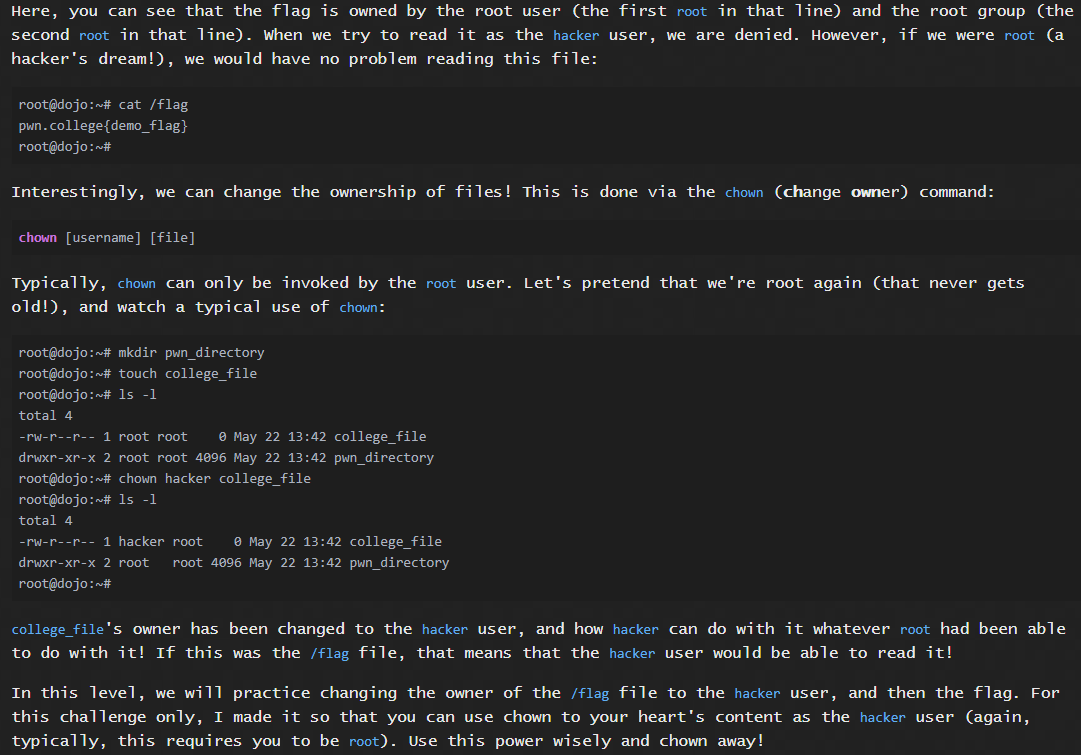 Here, you can see that the flag is owned by the root user (the first root in that line) and the root group (the
second root in that line). When we try to read it as the hacker user, we are denied. However, if we were root (a
hacker's dream!), we would have no problem reading this file:
root@dojo:~# cat /flag
pwn.college{demo_flag}
root@dojo:~#
Interestingly, we can change the ownership of files! This is done via the chown (change owner) command:
chown [username] [file]
Typically, chown can only be invoked by the root user. Let's pretend that we're root again (that never gets
old!), and watch a typical use of chown:
root@dojo:~# mkdir pwn_directory
root@dojo:~# touch college_file
root@dojo:~# ls -l
total 4
-rw-r--r-- 1 root root    0 May 22 13:42 college_file
drwxr-xr-x 2 root root 4096 May 22 13:42 pwn_directory
root@dojo:~# chown hacker college_file
root@dojo:~# ls -l
total 4
-rw-r--r-- 1 hacker root    0 May 22 13:42 college_file
drwxr-xr-x 2 root   root 4096 May 22 13:42 pwn_directory
root@dojo:~#
college_file's owner has been changed to the hacker user, and how hacker can do with it whatever root had been able
to do with it! If this was the /flag file, that means that the hacker user would be able to read it!
In this level, we will practice changing the owner of the /flag file to the hacker user, and then the flag. For
this challenge only, I made it so that you can use chown to your heart's content as the hacker user (again,
typically, this requires you to be root). Use this power wisely and chown away!